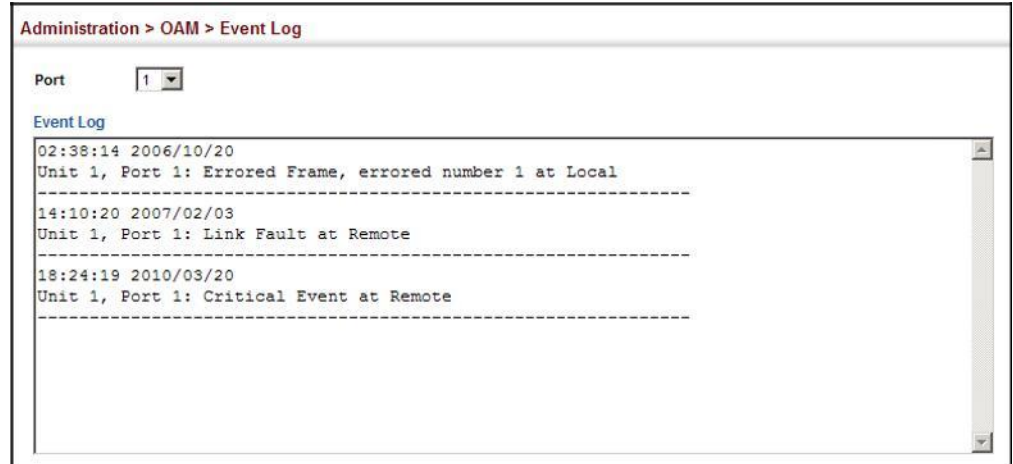 Administration > OAM > Event Log
Port 1
Event Log
02:38:14 2006/10/20
Unit 1, Port 1: Errored Frame, errored number 1 at Local
---------------------------------------------------------------
14:10:20 2007/02/03
Unit 1, Port 1: Link Fault at Remote
---------------------------------------------------------------
18:24:19 2010/03/20
Unit 1, Port 1: Critical Event at Remote
---------------------------------------------------------------